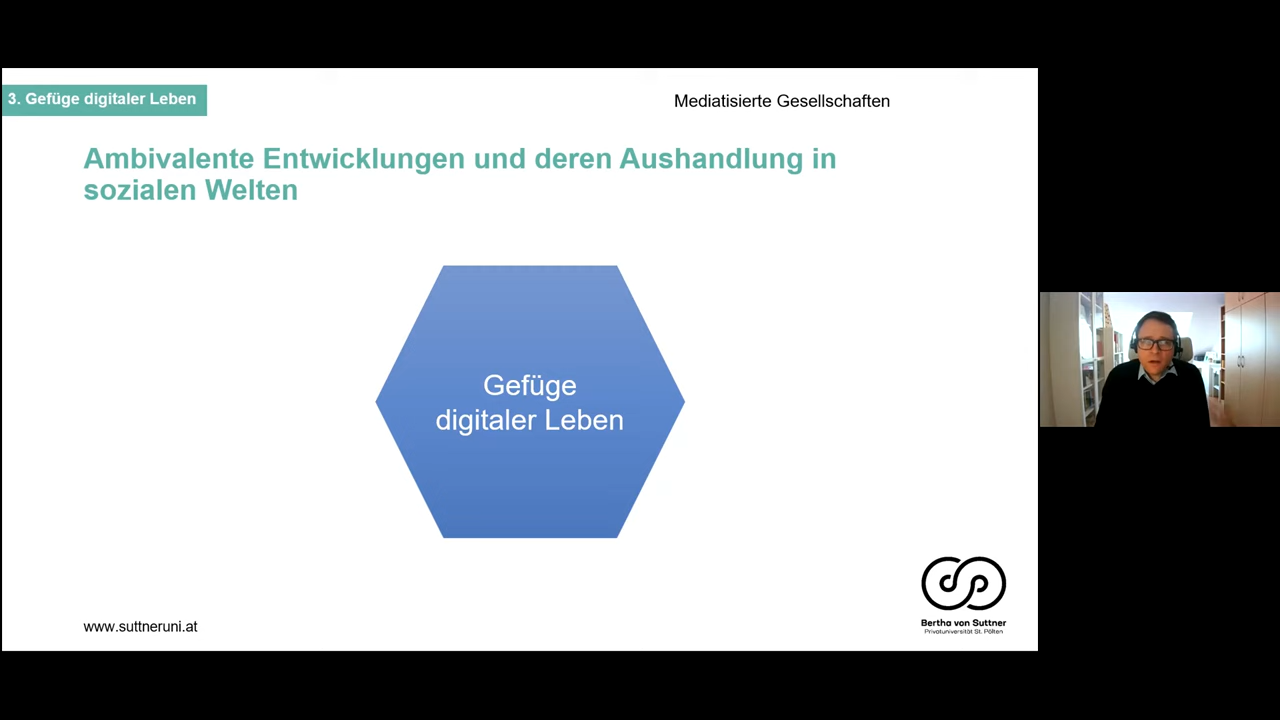 3. Gefüge digitaler Leben
Mediatisierte Gesellschaften
Ambivalente Entwicklungen und deren Aushandlung in
sozialen Welten
Gefüge
digitaler Leben
www.suttneruni.at
Bertha von Suttner
Privatuniversität St. Pölten